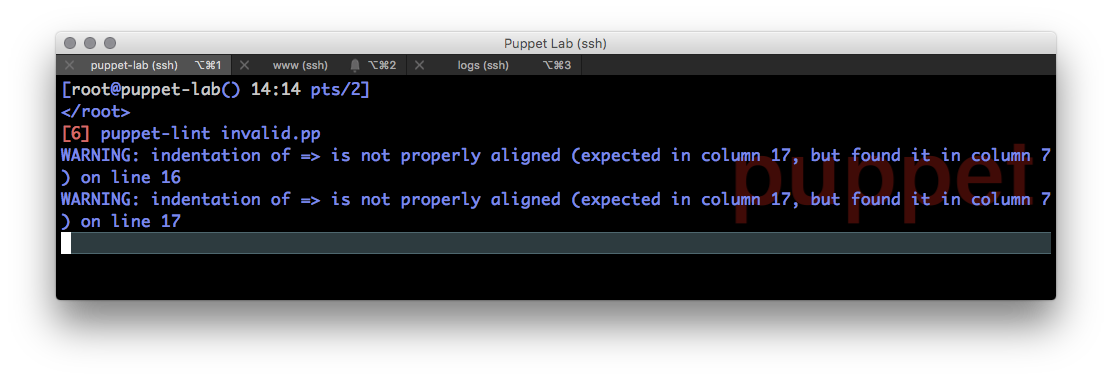 Puppet Lab (ssh)
puppet-lab (ssh) ⌥⌘1 www (ssh) ⌥⌘2 logs (ssh) ⌥⌘3
[root@puppet-lab() 14:14 pts/2]
</root>
[6] puppet-lint invalid.pp
WARNING: indentation of => is not properly aligned (expected in column 17, but found it in column 7
) on line 16
WARNING: indentation of => is not properly aligned (expected in column 17, but found it in column 7
) on line 17
puppet